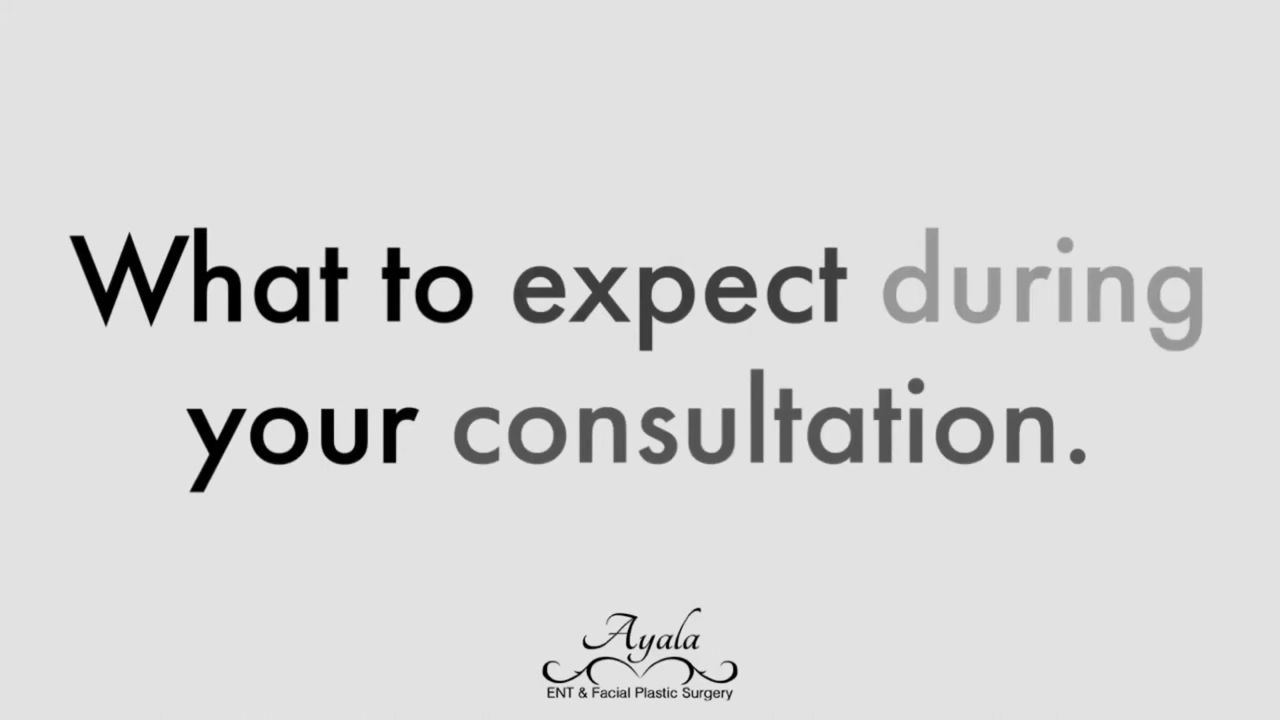 What to expect during
your consultation.
Ayala
ENT & Facial Plastic Surgery